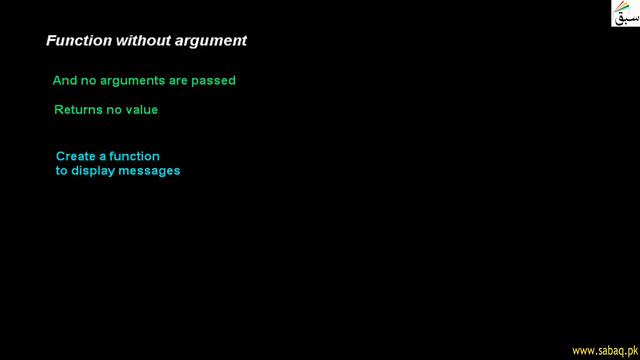 سبق
Function without argument
And no arguments are passed
Returns no value
Create a function
to display messages
www.sabaq.pk